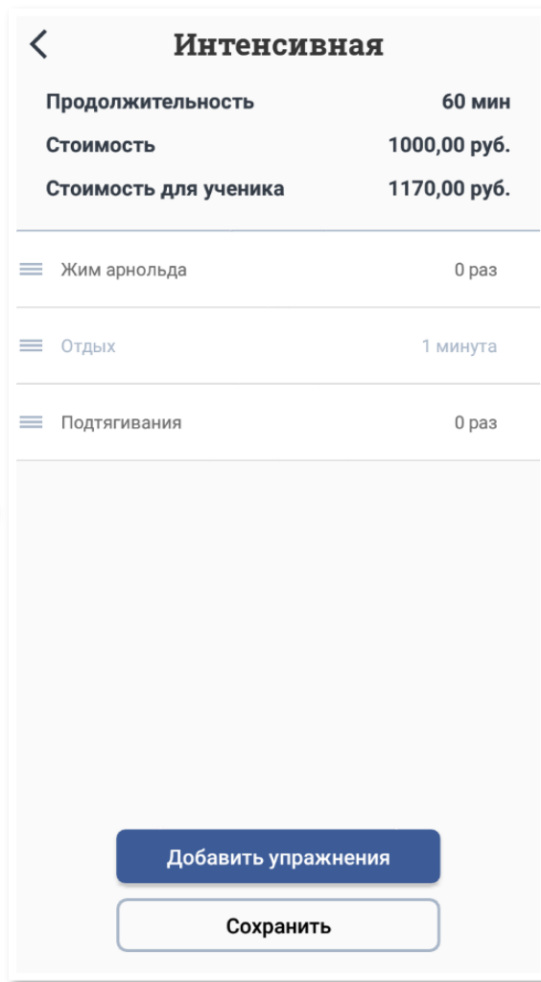 Интенсивная
Продолжительность 60 мин
Стоимость 1000,00 руб.
Стоимость для ученика 1170,00 руб.
Жим арнольда 0 раз
Отдых 1 минута
Подтягивания 0 раз
Добавить упражнения
Сохранить